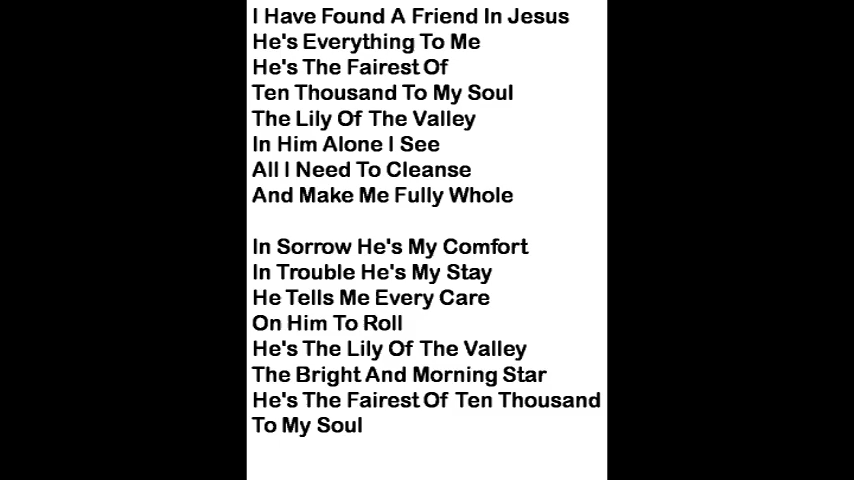 I Have Found A Friend In Jesus
He's Everything To Me
He's The Fairest Of
Ten Thousand To My Soul
The Lily Of The Valley
In Him Alone I See
All I Need To Cleanse
And Make Me Fully Whole

In Sorrow He's My Comfort
In Trouble He's My Stay
He Tells Me Every Care
On Him To Roll
He's The Lily Of The Valley
The Bright And Morning Star
He's The Fairest Of Ten Thousand
To My Soul